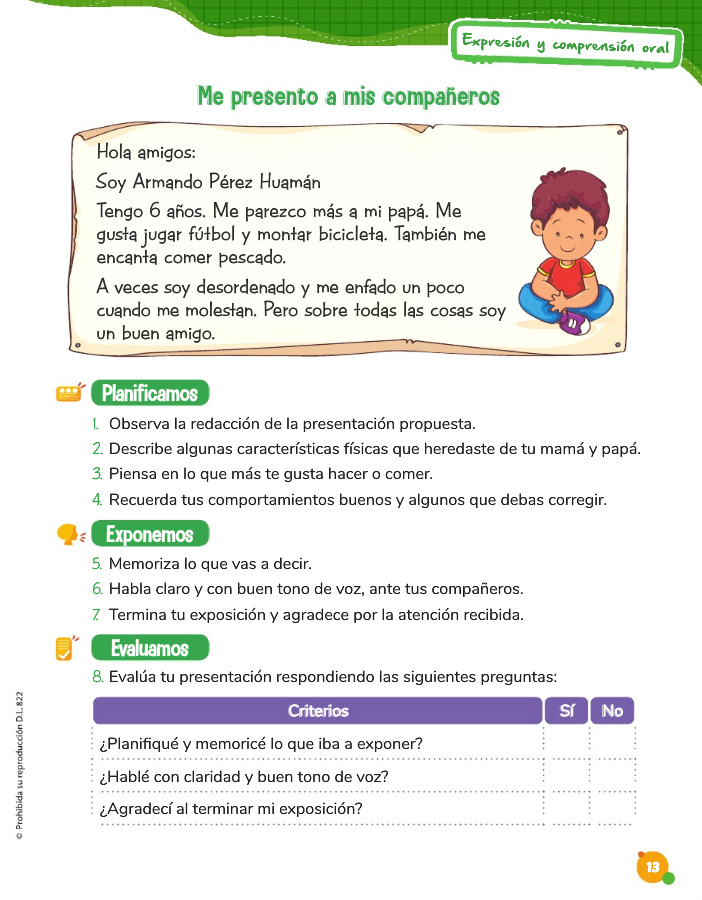 Expresión y comprensión oral
Me presento a mis compañeros
Hola amigos:
Soy Armando Pérez Huamán
Tengo 6 años. Me parezco más a mi papá. Me
gusta jugar fútbol y montar bicicleta. También me
encanta comer pescado.
A veces soy desordenado y me enfado un poco
cuando me molestan. Pero sobre todas las cosas soy
un buen amigo.
Planificamos
1. Observa la redacción de la presentación propuesta.
2. Describe algunas características físicas que heredaste de tu mamá y papá.
3. Piensa en lo que más te gusta hacer o comer.
4. Recuerda tus comportamientos buenos y algunos que debas corregir.
Exponemos
5. Memoriza lo que vas a decir.
6. Habla claro y con buen tono de voz, ante tus compañeros.
7. Termina tu exposición y agradece por la atención recibida.
Evaluamos
8. Evalúa tu presentación respondiendo las siguientes preguntas:
Criterios Sí No
¿Planifiqué y memoricé lo que iba a exponer?
¿Hablé con claridad y buen tono de voz?
¿Agradecí al terminar mi exposición?
© Prohibida su reproducción D.L. 822
13